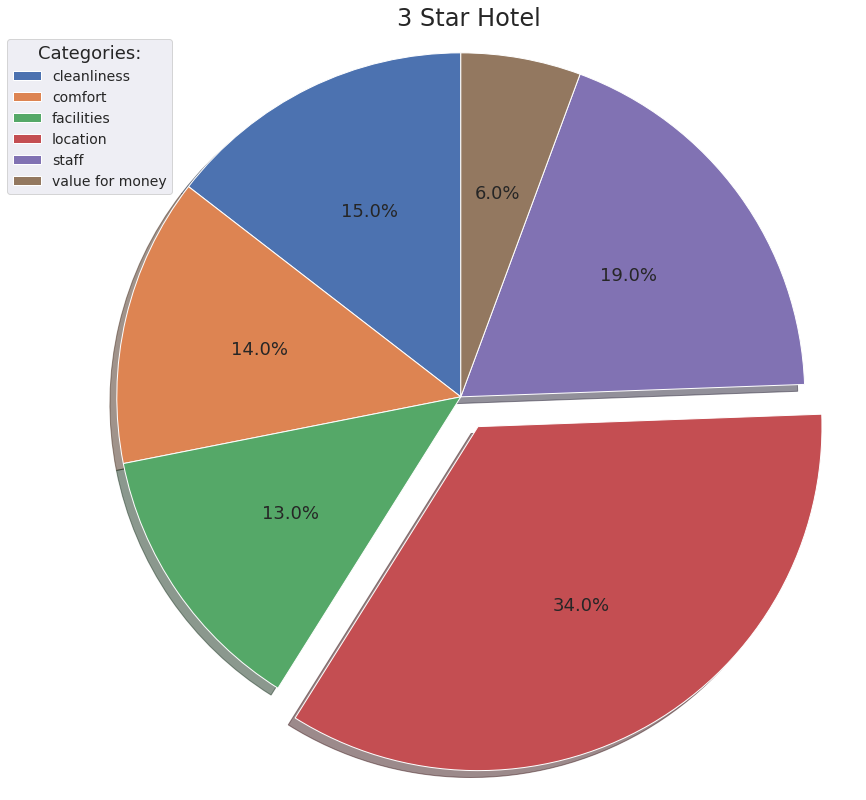 3 Star Hotel
Categories:
cleanliness
comfort
facilities
location
staff
value for money
6.0%
15.0%
19.0%
14.0%
13.0%
34.0%